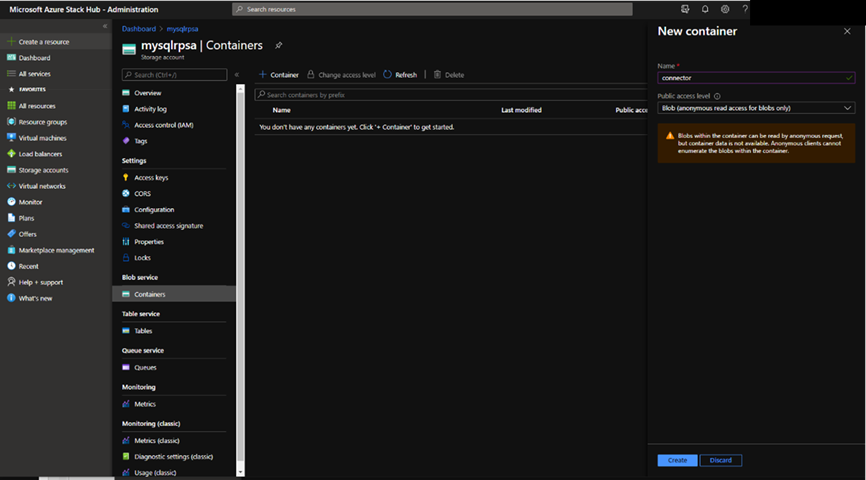 Microsoft Azure Stack Hub - Administration
Search resources
?
«
Create a resource
Dashboard
All services
FAVORITES
All resources
Resource groups
Virtual machines
Load balancers
Storage accounts
Virtual networks
Monitor
Plans
Offers
Marketplace management
Recent
Help + support
What's new
Dashboard > mysqlrpsa
mysqlrpsa | Containers
Storage account
Search (Ctrl+/)
«
Overview
Activity log
Access control (IAM)
Tags
Settings
Access keys
CORS
Configuration
Shared access signature
Properties
Locks
Blob service
Containers
Table service
Tables
Queue service
Queues
Monitoring
Metrics
Monitoring (classic)
Metrics (classic)
Diagnostic settings (classic)
Usage (classic)
+ Container Change access level Refresh | Delete
Search containers by prefix
Name Last modified Public acce
You don't have any containers yet. Click '+ Container' to get started.
New container
Name *
connector
Public access level
Blob (anonymous read access for blobs only)
Blobs within the container can be read by anonymous request,
but container data is not available. Anonymous clients cannot
enumerate the blobs within the container.
Create Discard